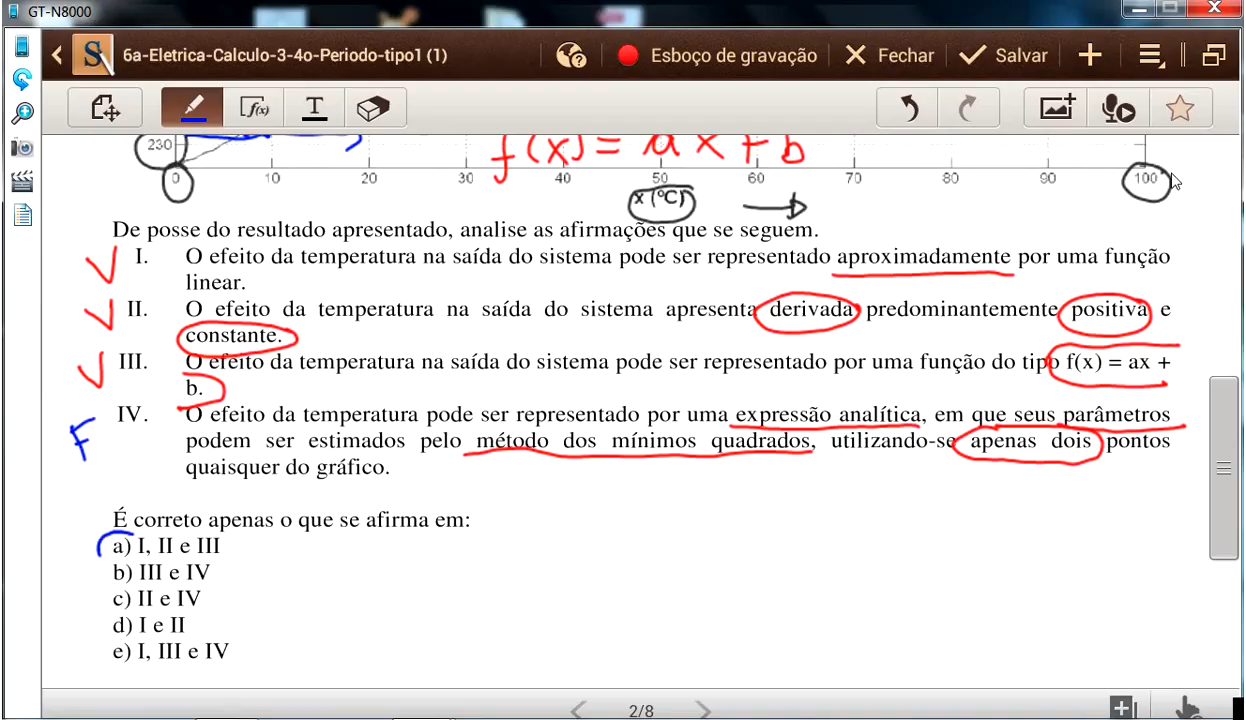 GT-N8000
6a-Eletrica-Calculo-3-4o-Periodo-tipo1 (1)
Esboço de gravação
Fechar
Salvar
f(x)
T
230
f(x) = ax + b
0 10 20 30 40 50 60 70 80 90 100
x (ºC)
De posse do resultado apresentado, analise as afirmações que se seguem.
V I. O efeito da temperatura na saída do sistema pode ser representado aproximadamente por uma função
linear.
V II. O efeito da temperatura na saída do sistema apresenta derivada predominantemente positiva e
constante.
V III. O efeito da temperatura na saída do sistema pode ser representado por uma função do tipo f(x) = ax +
b.
F IV. O efeito da temperatura pode ser representado por uma expressão analítica, em que seus parâmetros
podem ser estimados pelo método dos mínimos quadrados, utilizando-se apenas dois pontos
quaisquer do gráfico.
É correto apenas o que se afirma em:
a) I, II e III
b) III e IV
c) II e IV
d) I e II
e) I, III e IV
2/8